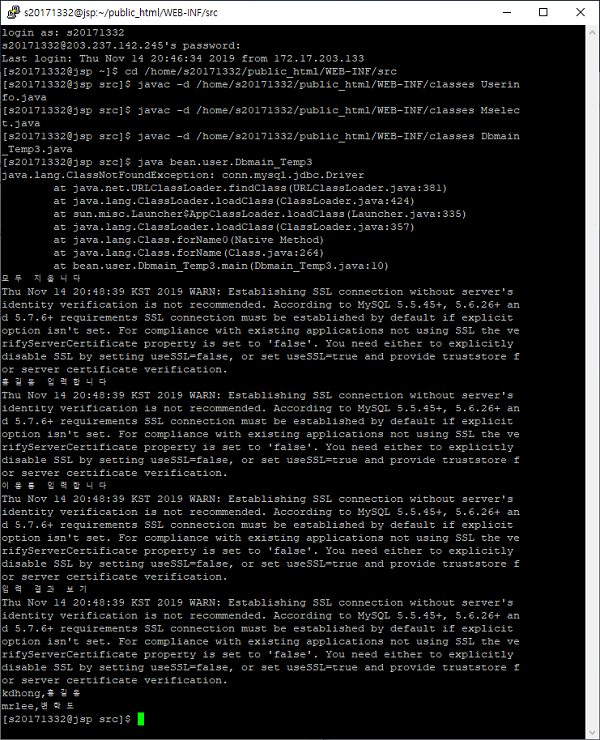 s20171332@jsp:~/public_html/WEB-INF/src
login as: s20171332
s20171332@203.237.142.245's password:
Last login: Thu Nov 14 20:46:34 2019 from 172.17.203.133
[s20171332@jsp ~]$ cd /home/s20171332/public_html/WEB-INF/src
[s20171332@jsp src]$ javac -d /home/s20171332/public_html/WEB-INF/classes Userin
fo.java
[s20171332@jsp src]$ javac -d /home/s20171332/public_html/WEB-INF/classes Mselec
t.java
[s20171332@jsp src]$ javac -d /home/s20171332/public_html/WEB-INF/classes Dbmain
_Temp3.java
[s20171332@jsp src]$ java bean.user.Dbmain_Temp3
java.lang.ClassNotFoundException: conn.mysql.jdbc.Driver
at java.net.URLClassLoader.findClass(URLClassLoader.java:381)
at java.lang.ClassLoader.loadClass(ClassLoader.java:424)
at sun.misc.Launcher$AppClassLoader.loadClass(Launcher.java:335)
at java.lang.ClassLoader.loadClass(ClassLoader.java:357)
at java.lang.Class.forName0(Native Method)
at java.lang.Class.forName(Class.java:264)
at bean.user.Dbmain_Temp3.main(Dbmain_Temp3.java:10)
모두 지웁니다
Thu Nov 14 20:48:39 KST 2019 WARN: Establishing SSL connection without server's
identity verification is not recommended. According to MySQL 5.5.45+, 5.6.26+ an
d 5.7.6+ requirements SSL connection must be established by default if explicit
option isn't set. For compliance with existing applications not using SSL the ve
rifyServerCertificate property is set to 'false'. You need either to explicitly
disable SSL by setting useSSL=false, or set useSSL=true and provide truststore f
or server certificate verification.
홍길동 입력합니다
Thu Nov 14 20:48:39 KST 2019 WARN: Establishing SSL connection without server's
identity verification is not recommended. According to MySQL 5.5.45+, 5.6.26+ an
d 5.7.6+ requirements SSL connection must be established by default if explicit
option isn't set. For compliance with existing applications not using SSL the ve
rifyServerCertificate property is set to 'false'. You need either to explicitly
disable SSL by setting useSSL=false, or set useSSL=true and provide truststore f
or server certificate verification.
이몽룡 입력합니다
Thu Nov 14 20:48:39 KST 2019 WARN: Establishing SSL connection without server's
identity verification is not recommended. According to MySQL 5.5.45+, 5.6.26+ an
d 5.7.6+ requirements SSL connection must be established by default if explicit
option isn't set. For compliance with existing applications not using SSL the ve
rifyServerCertificate property is set to 'false'. You need either to explicitly
disable SSL by setting useSSL=false, or set useSSL=true and provide truststore f
or server certificate verification.
입력 결과 보기
Thu Nov 14 20:48:39 KST 2019 WARN: Establishing SSL connection without server's
identity verification is not recommended. According to MySQL 5.5.45+, 5.6.26+ an
d 5.7.6+ requirements SSL connection must be established by default if explicit
option isn't set. For compliance with existing applications not using SSL the ve
rifyServerCertificate property is set to 'false'. You need either to explicitly
disable SSL by setting useSSL=false, or set useSSL=true and provide truststore f
or server certificate verification.
kdhong,홍길동
mrlee,변학도
[s20171332@jsp src]$